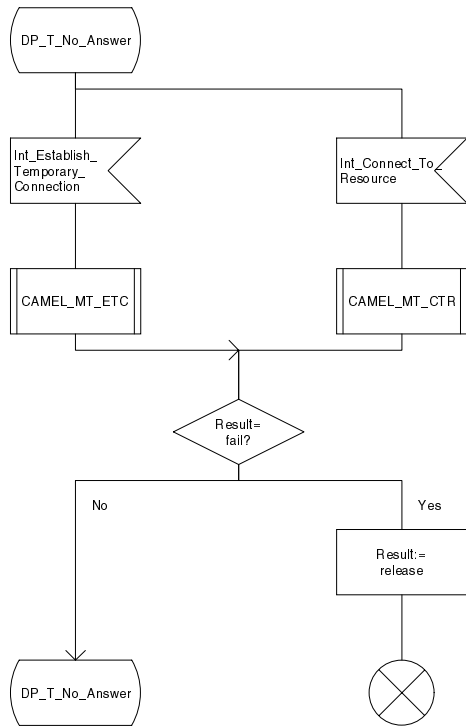 DP_T_No_Answer
Int_Establish_
Temporary_
Connection
Int_Connect_To_
Resource
CAMEL_MT_ETC
CAMEL_MT_CTR
Result=
fail?
No
Yes
Result:=
release
DP_T_No_Answer